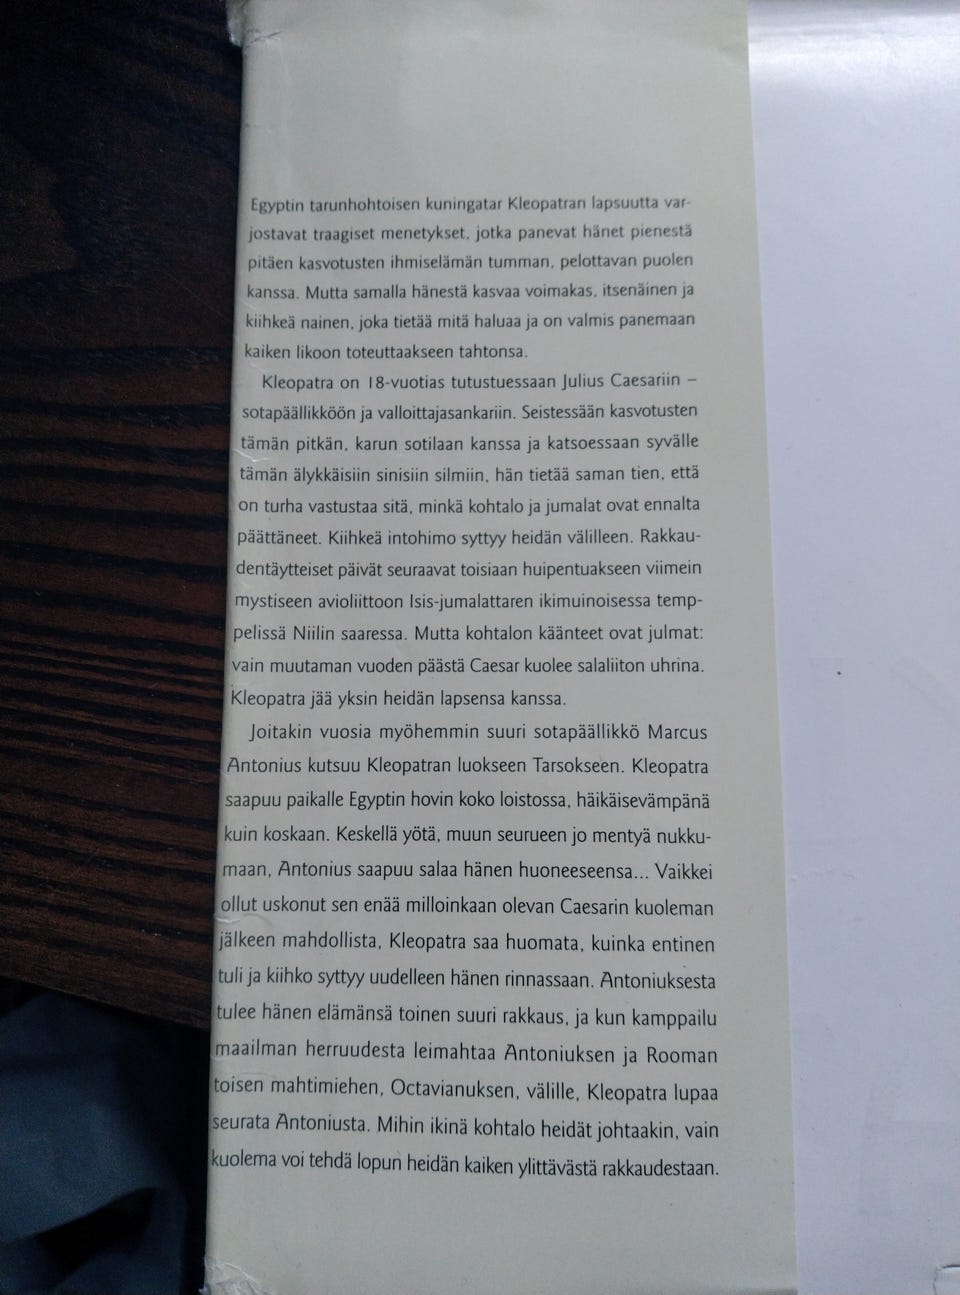 Egyptin tarunhohtoisen kuningatar Kleopatran lapsuutta var-
jostavat traagiset menetykset, jotka panevat hänet pienestä
pitäen kasvotusten ihmiselämän tumman, pelottavan puolen
kanssa. Mutta samalla hänestä kasvaa voimakas, itsenäinen ja
kiihkeä nainen, joka tietää mitä haluaa ja on valmis panemaan
kaiken likoon toteuttaakseen tahtonsa.
Kleopatra on 18-vuotias tutustuessaan Julius Caesariin –
sotapäällikköön ja valloittajasankariin. Seistessään kasvotusten
tämän pitkän, karun sotilaan kanssa ja katsoessaan syvälle
tämän älykkäisiin sinisiin silmiin, hän tietää saman tien, että
on turha vastustaa sitä, minkä kohtalo ja jumalat ovat ennalta
päättäneet. Kiihkeä intohimo syttyy heidän välilleen. Rakkau-
dentäytteiset päivät seuraavat toisiaan huipentuakseen viimein
mystiseen avioliittoon Isis-jumalattaren ikimuinoisessa temp-
pelissä Niilin saaressa. Mutta kohtalon käänteet ovat julmat:
vain muutaman vuoden päästä Caesar kuolee salaliiton uhrina.
Kleopatra jää yksin heidän lapsensa kanssa.
Joitakin vuosia myöhemmin suuri sotapäällikkö Marcus
Antonius kutsuu Kleopatran luokseen Tarsokseen. Kleopatra
saapuu paikalle Egyptin hovin koko loistossa, häikäisevämpänä
kuin koskaan. Keskellä yötä, muun seurueen jo mentyä nukku-
maan, Antonius saapuu salaa hänen huoneeseensa... Vaikkei
ollut uskonut sen enää milloinkaan olevan Caesarin kuoleman
jälkeen mahdollista, Kleopatra saa huomata, kuinka entinen
tuli ja kiihko syttyy uudelleen hänen rinnassaan. Antoniuksesta
tulee hänen elämänsä toinen suuri rakkaus, ja kun kamppailu
maailman herruudesta leimahtaa Antoniuksen ja Rooman
toisen mahtimiehen, Octavianuksen, välille, Kleopatra lupaa
seurata Antoniusta. Mihin ikinä kohtalo heidät johtaakin, vain
kuolema voi tehdä lopun heidän kaiken ylittävästä rakkaudestaan.